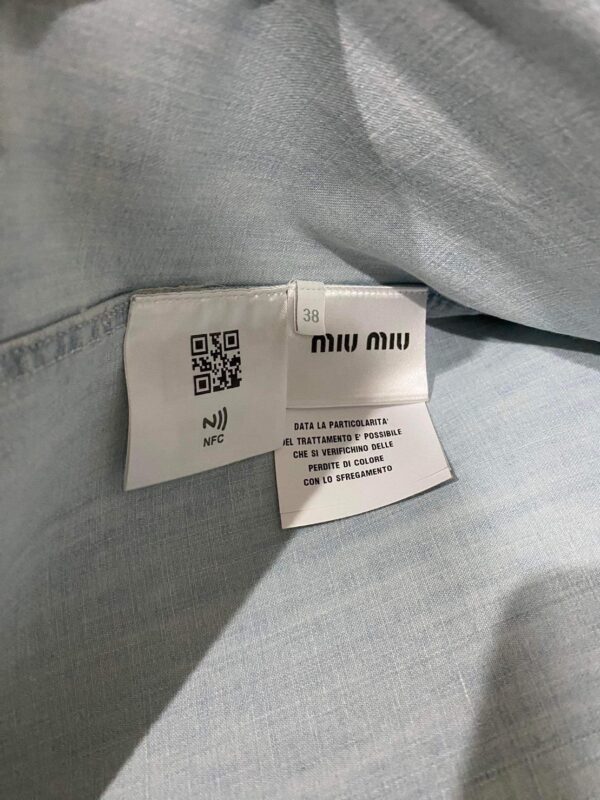 38
MIU MIU
NFC
DATA LA PARTICOLARITA'
DEL TRATTAMENTO E' POSSIBILE
CHE SI VERIFICHINO DELLE
PERDITE DI COLORE
CON LO SFREGAMENTO